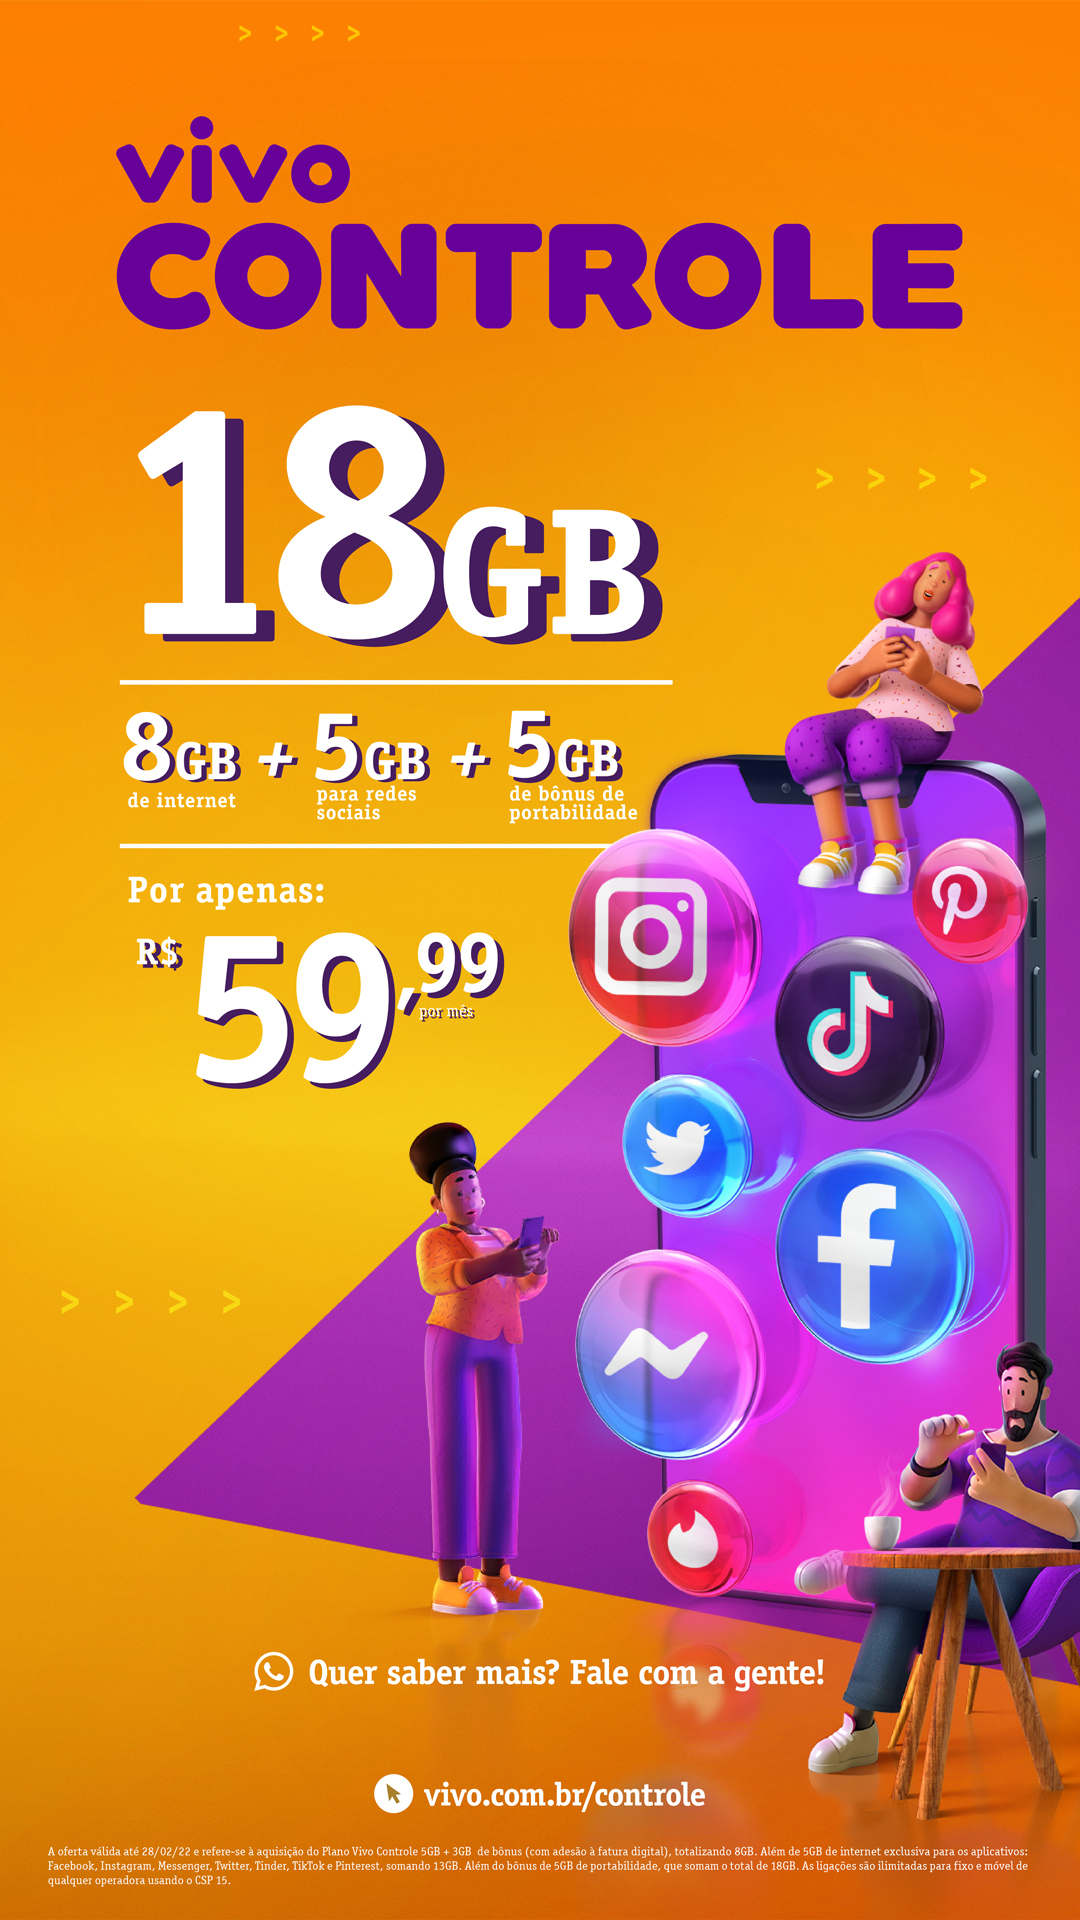 > > > >
vivo
CONTROLE
18GB
> > > >
8GB + 5GB + 5GB
de internet
para redes
sociais
de bônus de
portabilidade
Por apenas:
R$ 59,99
por mês
> > > >
Quer saber mais? Fale com a gente!
vivo.com.br/controle
A oferta válida até 28/02/22 e refere-se à aquisição do Plano Vivo Controle 5GB + 3GB de bônus (com adesão à fatura digital), totalizando 8GB. Além de 5GB de internet exclusiva para os aplicativos:
Facebook, Instagram, Messenger, Twitter, Tinder, TikTok e Pinterest, somando 13GB. Além do bônus de 5GB de portabilidade, que somam o total de 18GB. As ligações são ilimitadas para fixo e móvel de
qualquer operadora usando o CSP 15.